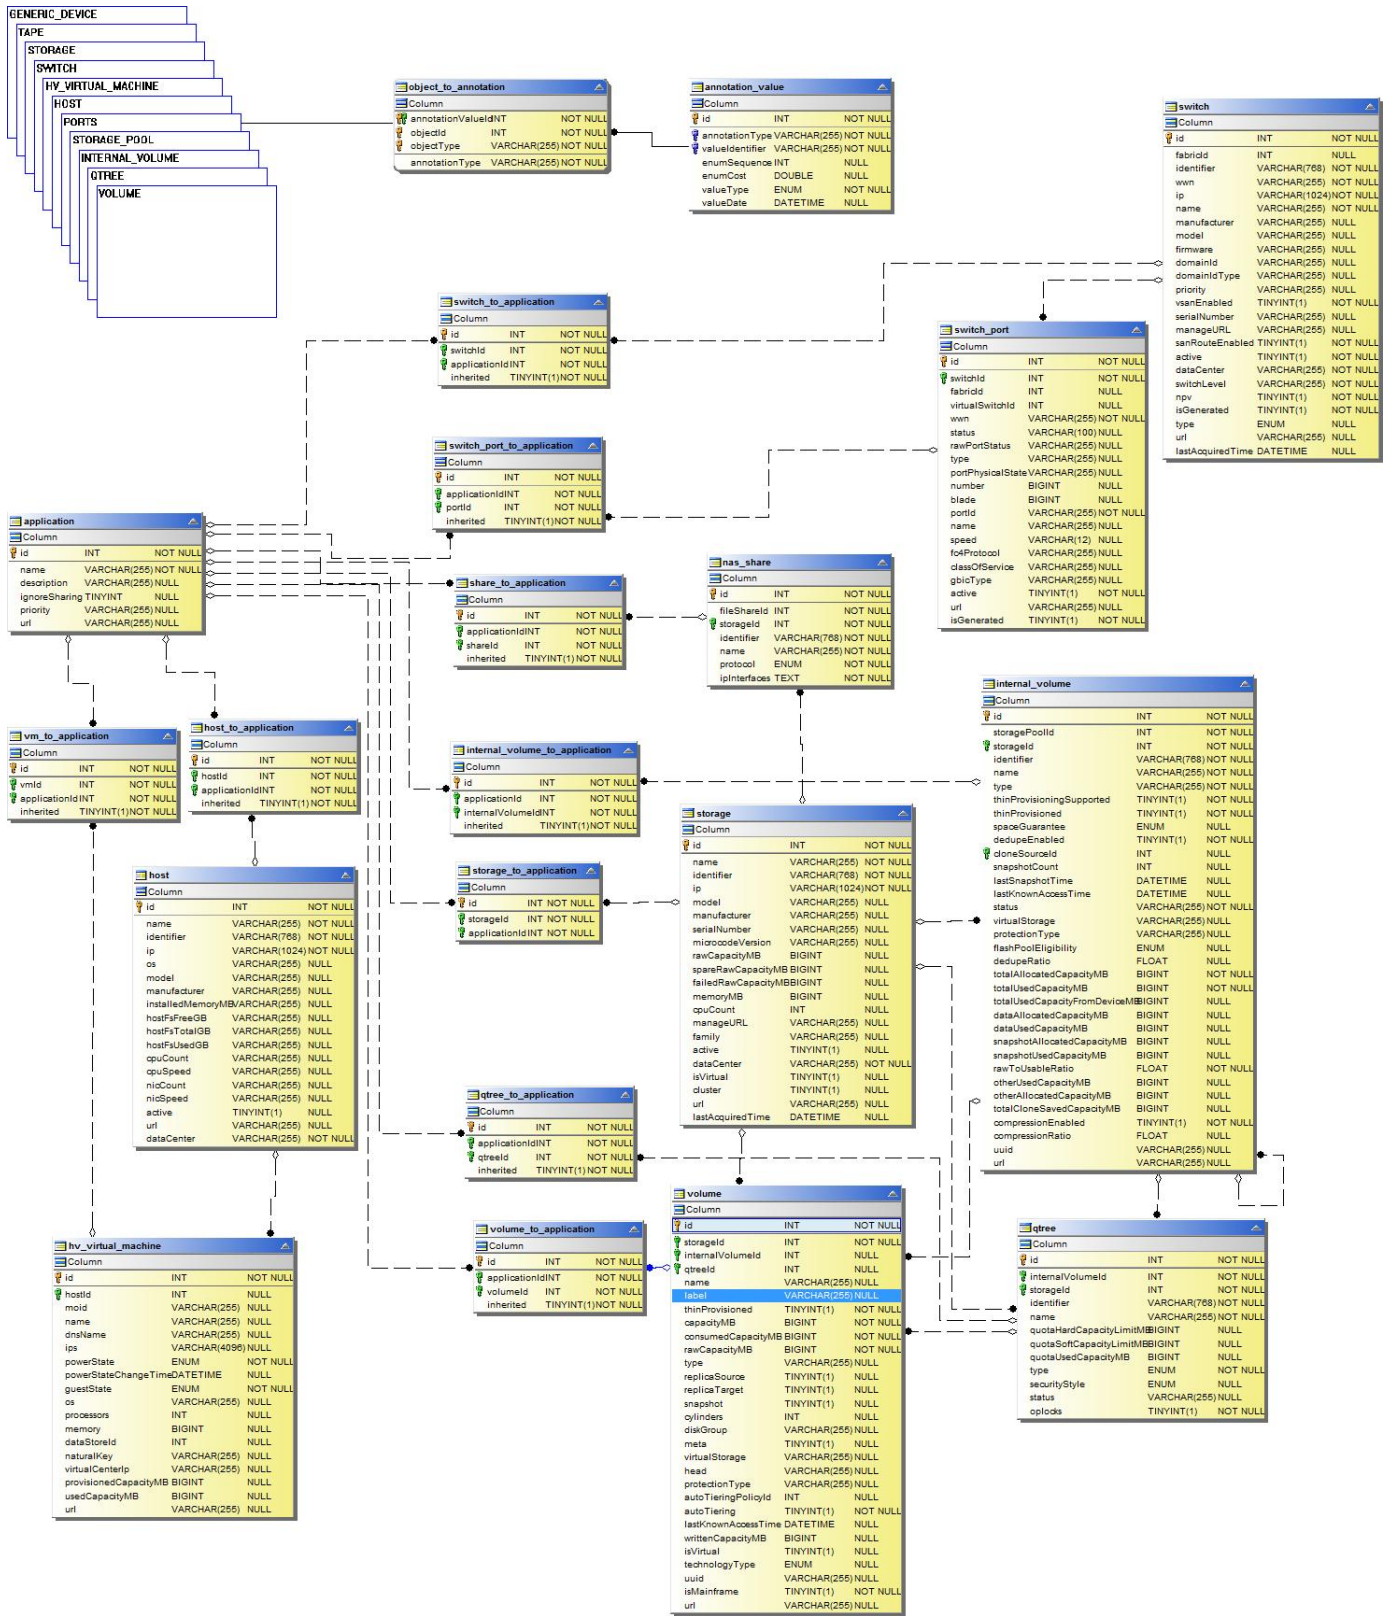 GENERIC_DEVICE
TAPE
STORAGE
SWITCH
HV_VIRTUAL_MACHINE
HOST
PORTS
STORAGE_POOL
INTERNAL_VOLUME
QTREE
VOLUME
object_to_annotation
Column
annotationValueId INT NOT NULL
objectId INT NOT NULL
objectType VARCHAR(255) NOT NULL
annotationType VARCHAR(255) NOT NULL
annotation_value
Column
id INT NOT NULL
annotationType VARCHAR(255) NOT NULL
valueIdentifier VARCHAR(255) NOT NULL
enumSequence INT NULL
enumCost DOUBLE NULL
valueType ENUM NOT NULL
valueDate DATETIME NULL
switch
Column
id INT NOT NULL
fabricId INT NULL
identifier VARCHAR(768) NOT NULL
wwn VARCHAR(255) NOT NULL
ip VARCHAR(1024) NOT NULL
name VARCHAR(255) NOT NULL
manufacturer VARCHAR(255) NULL
model VARCHAR(255) NULL
firmware VARCHAR(255) NULL
domainId VARCHAR(255) NULL
domainIdType VARCHAR(255) NULL
priority VARCHAR(255) NULL
vsanEnabled TINYINT(1) NOT NULL
serialNumber VARCHAR(255) NULL
manageURL VARCHAR(255) NULL
sanRouteEnabled TINYINT(1) NOT NULL
active TINYINT(1) NOT NULL
dataCenter VARCHAR(255) NOT NULL
switchLevel VARCHAR(255) NOT NULL
npv TINYINT(1) NOT NULL
isGenerated TINYINT(1) NOT NULL
type ENUM NULL
url VARCHAR(255) NULL
lastAcquiredTime DATETIME NULL
switch_to_application
Column
id INT NOT NULL
switchId INT NOT NULL
applicationId INT NOT NULL
inherited TINYINT(1) NOT NULL
switch_port
Column
id INT NOT NULL
switchId INT NOT NULL
fabricId INT NULL
virtualSwitchId INT NULL
wwn VARCHAR(255) NOT NULL
status VARCHAR(100) NULL
rawPortStatus VARCHAR(255) NULL
type VARCHAR(255) NULL
portPhysicalState VARCHAR(255) NULL
number BIGINT NULL
blade BIGINT NULL
portId VARCHAR(255) NOT NULL
name VARCHAR(255) NULL
speed VARCHAR(12) NULL
fc4Protocol VARCHAR(255) NULL
classOfService VARCHAR(255) NULL
gbicType VARCHAR(255) NULL
active TINYINT(1) NOT NULL
url VARCHAR(255) NULL
isGenerated TINYINT(1) NOT NULL
switch_port_to_application
Column
id INT NOT NULL
applicationId INT NOT NULL
portId INT NOT NULL
inherited TINYINT(1) NOT NULL
application
Column
id INT NOT NULL
name VARCHAR(255) NOT NULL
description VARCHAR(255) NULL
ignoreSharing TINYINT NULL
priority VARCHAR(255) NULL
url VARCHAR(255) NULL
share_to_application
Column
id INT NOT NULL
applicationId INT NOT NULL
shareId INT NOT NULL
inherited TINYINT(1) NOT NULL
nas_share
Column
id INT NOT NULL
fileShareId INT NOT NULL
storageId INT NOT NULL
identifier VARCHAR(768) NOT NULL
name VARCHAR(255) NOT NULL
protocol ENUM NOT NULL
ipInterfaces TEXT NOT NULL
vm_to_application
Column
id INT NOT NULL
vmId INT NOT NULL
applicationId INT NOT NULL
inherited TINYINT(1) NOT NULL
host_to_application
Column
id INT NOT NULL
hostId INT NOT NULL
applicationId INT NOT NULL
inherited TINYINT(1) NOT NULL
internal_volume_to_application
Column
id INT NOT NULL
applicationId INT NOT NULL
internalVolumeId INT NOT NULL
inherited TINYINT(1) NOT NULL
internal_volume
Column
id INT NOT NULL
storagePoolId INT NULL
storageId INT NOT NULL
identifier VARCHAR(768) NOT NULL
name VARCHAR(255) NOT NULL
type VARCHAR(255) NOT NULL
thinProvisioningSupported TINYINT(1) NOT NULL
thinProvisioned TINYINT(1) NOT NULL
spaceGuarantee ENUM NULL
dedupeEnabled TINYINT(1) NOT NULL
cloneSourceId INT NULL
snapshotCount INT NULL
lastSnapshotTime DATETIME NULL
lastKnownAccessTime DATETIME NULL
status VARCHAR(255) NOT NULL
virtualStorage VARCHAR(255) NULL
protectionType VARCHAR(255) NULL
flashPoolEligibility ENUM NULL
dedupeRatio FLOAT NULL
totalAllocatedCapacityMB BIGINT NOT NULL
totalUsedCapacityMB BIGINT NOT NULL
totalUsedCapacityFromDeviceMB BIGINT NULL
dataAllocatedCapacityMB BIGINT NULL
dataUsedCapacityMB BIGINT NULL
snapshotAllocatedCapacityMB BIGINT NULL
snapshotUsedCapacityMB BIGINT NULL
rawToUsableRatio FLOAT NOT NULL
otherUsedCapacityMB BIGINT NULL
otherAllocatedCapacityMB BIGINT NULL
totalCloneSavedCapacityMB BIGINT NULL
compressionEnabled TINYINT(1) NOT NULL
compressionRatio FLOAT NULL
uuid VARCHAR(255) NULL
url VARCHAR(255) NULL
storage
Column
id INT NOT NULL
name VARCHAR(255) NOT NULL
identifier VARCHAR(768) NOT NULL
ip VARCHAR(1024) NOT NULL
model VARCHAR(255) NULL
manufacturer VARCHAR(255) NULL
serialNumber VARCHAR(255) NULL
microcodeVersion VARCHAR(255) NULL
rawCapacityMB BIGINT NULL
spareRawCapacityMB BIGINT NULL
failedRawCapacityMB BIGINT NULL
memoryMB BIGINT NULL
cpuCount INT NULL
manageURL VARCHAR(255) NULL
family VARCHAR(255) NULL
active TINYINT(1) NULL
dataCenter VARCHAR(255) NOT NULL
isVirtual TINYINT(1) NULL
cluster TINYINT(1) NULL
url VARCHAR(255) NULL
lastAcquiredTime DATETIME NULL
storage_to_application
Column
id INT NOT NULL
storageId INT NOT NULL
applicationId INT NOT NULL
host
Column
id INT NOT NULL
name VARCHAR(255) NOT NULL
identifier VARCHAR(768) NOT NULL
ip VARCHAR(1024) NOT NULL
os VARCHAR(255) NULL
model VARCHAR(255) NULL
manufacturer VARCHAR(255) NULL
installedMemoryMB VARCHAR(255) NULL
hostFsFreeGB VARCHAR(255) NULL
hostFsTotalGB VARCHAR(255) NULL
hostFsUsedGB VARCHAR(255) NULL
cpuCount VARCHAR(255) NULL
cpuSpeed VARCHAR(255) NULL
nicCount VARCHAR(255) NULL
nicSpeed VARCHAR(255) NULL
active TINYINT(1) NULL
url VARCHAR(255) NULL
dataCenter VARCHAR(255) NOT NULL
qtree_to_application
Column
id INT NOT NULL
applicationId INT NOT NULL
qtreeId INT NOT NULL
inherited TINYINT(1) NOT NULL
volume_to_application
Column
id INT NOT NULL
applicationId INT NOT NULL
volumeId INT NOT NULL
inherited TINYINT(1) NOT NULL
volume
Column
id INT NOT NULL
storageId INT NOT NULL
internalVolumeId INT NULL
qtreeId INT NULL
name VARCHAR(255) NULL
label VARCHAR(255) NULL
thinProvisioned TINYINT(1) NOT NULL
capacityMB BIGINT NOT NULL
consumedCapacityMB BIGINT NOT NULL
rawCapacityMB BIGINT NOT NULL
type VARCHAR(255) NULL
replicaSource TINYINT(1) NULL
replicaTarget TINYINT(1) NULL
snapshot TINYINT(1) NULL
cylinders INT NULL
diskGroup VARCHAR(255) NULL
meta TINYINT(1) NULL
virtualStorage VARCHAR(255) NULL
head VARCHAR(255) NULL
protectionType VARCHAR(255) NULL
autoTieringPolicyId INT NULL
autoTiering TINYINT(1) NOT NULL
lastKnownAccessTime DATETIME NULL
writtenCapacityMB BIGINT NULL
isVirtual TINYINT(1) NULL
technologyType ENUM NULL
uuid VARCHAR(255) NULL
isMainframe TINYINT(1) NOT NULL
url VARCHAR(255) NULL
qtree
Column
id INT NOT NULL
internalVolumeId INT NOT NULL
storageId INT NOT NULL
identifier VARCHAR(768) NOT NULL
name VARCHAR(255) NOT NULL
quotaHardCapacityLimitMB BIGINT NULL
quotaSoftCapacityLimitMB BIGINT NULL
quotaUsedCapacityMB BIGINT NULL
type ENUM NOT NULL
securityStyle ENUM NULL
status VARCHAR(255) NULL
oplocks TINYINT(1) NOT NULL
hv_virtual_machine
Column
id INT NOT NULL
hostId INT NULL
moid VARCHAR(255) NULL
name VARCHAR(255) NULL
dnsName VARCHAR(255) NULL
ips VARCHAR(4096) NULL
powerState ENUM NOT NULL
powerStateChangeTime DATETIME NULL
guestState ENUM NOT NULL
os VARCHAR(255) NULL
processors INT NULL
memory BIGINT NULL
dataStoreId INT NULL
naturalKey VARCHAR(255) NULL
virtualCenterIp VARCHAR(255) NULL
provisionedCapacityMB BIGINT NULL
usedCapacityMB BIGINT NULL
url VARCHAR(255) NULL